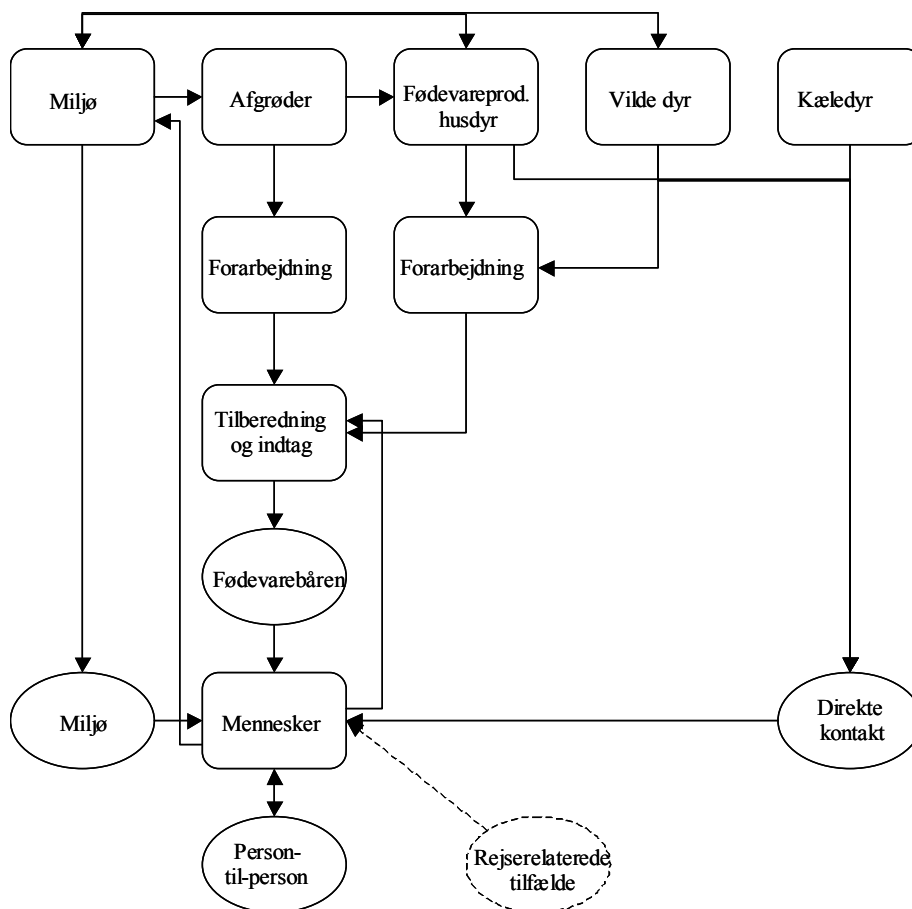 Miljø
Afgrøder
Fødevareprod.
husdyr
Vilde dyr
Kæledyr
Forarbejdning
Forarbejdning
Tilberedning
og indtag
Fødevarebåren
Miljø
Mennesker
Direkte
kontakt
Person-
til-person
Rejserelaterede
tilfælde